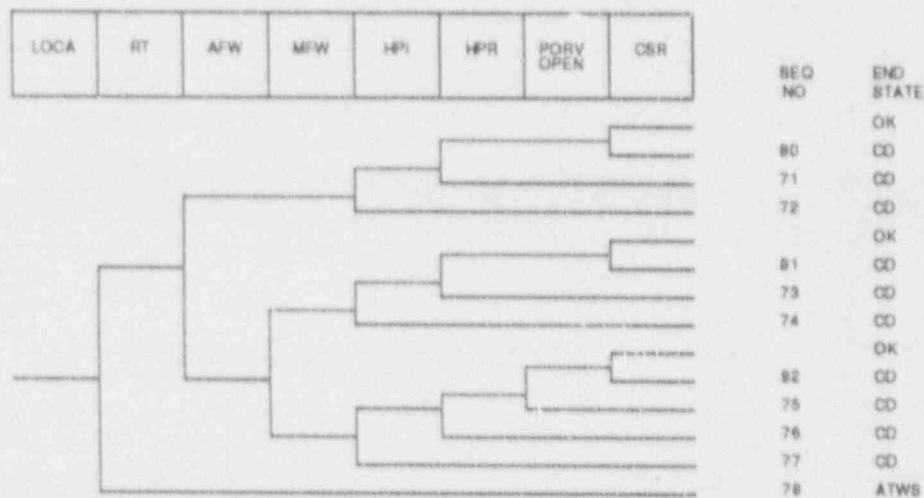 LOCA RT AFW MFW HPI HPR PORV OPEN CSR
SEQ NO END STATE
OK
80 CD
71 CD
72 CD
OK
81 CD
73 CD
74 CD
OK
82 CD
75 CD
76 CD
77 CD
78 ATWS